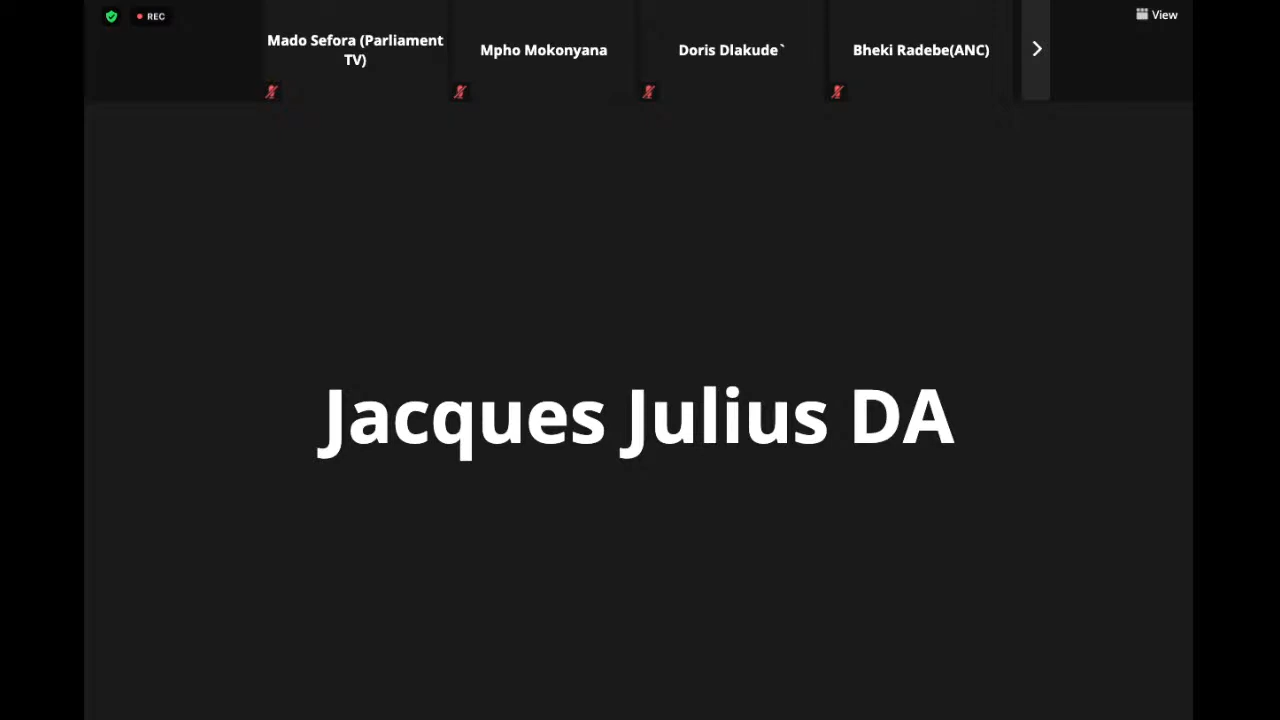 REC
View
Mado Sefora (Parliament
TV)
Mpho Mokonyana
Doris Dlakude`
Bheki Radebe(ANC)
Jacques Julius DA